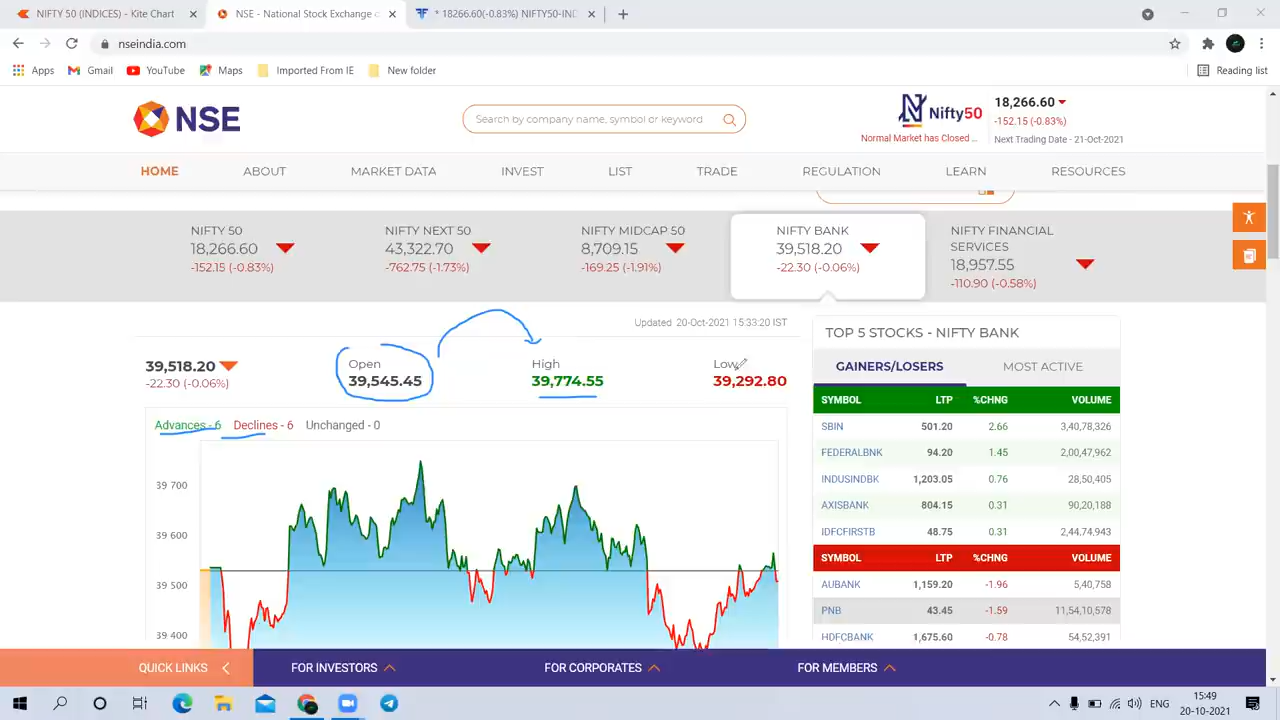 NIFTY 50 (INDICES) - Kite Chart
NSE - National Stock Exchange o
* 18266.60(-0.83%) NIFTY50-IND
nseindia.com
Apps
Gmail
YouTube
Maps
Imported From IE
New folder
Reading list
NSE
Search by company name, symbol or keyword
Nifty50
18,266.60
-152.15 (-0.83%)
Normal Market has Closed ...
Next Trading Date - 21-Oct-2021
HOME
ABOUT
MARKET DATA
INVEST
LIST
TRADE
REGULATION
LEARN
RESOURCES
NIFTY 50
18,266.60
-152.15 (-0.83%)
NIFTY NEXT 50
43,322.70
-762.75 (-1.73%)
NIFTY MIDCAP 50
8,709.15
-169.25 (-1.91%)
NIFTY BANK
39,518.20
-22.30 (-0.06%)
NIFTY FINANCIAL
SERVICES
18,957.55
-110.90 (-0.58%)
Updated 20-Oct-2021 15:33:20 IST
39,518.20
-22.30 (-0.06%)
Open
39,545.45
High
39,774.55
Low
39,292.80
Advances - 6 Declines - 6 Unchanged - 0
39 700
39 600
39 500
39 400
TOP 5 STOCKS - NIFTY BANK
GAINERS/LOSERS MOST ACTIVE
SYMBOL LTP %CHNG VOLUME
SBIN 501.20 2.66 3,40,78,326
FEDERALBNK 94.20 1.45 2,00,47,962
INDUSINDBK 1,203.05 0.76 28,50,405
AXISBANK 804.15 0.31 90,20,188
IDFCFIRSTB 48.75 0.31 2,44,74,943
SYMBOL LTP %CHNG VOLUME
AUBANK 1,159.20 -1.96 5,40,758
PNB 43.45 -1.59 11,54,10,578
HDFCBANK 1,675.60 -0.78 54,52,391
QUICK LINKS
FOR INVESTORS
FOR CORPORATES
FOR MEMBERS
ENG
15:49
20-10-2021